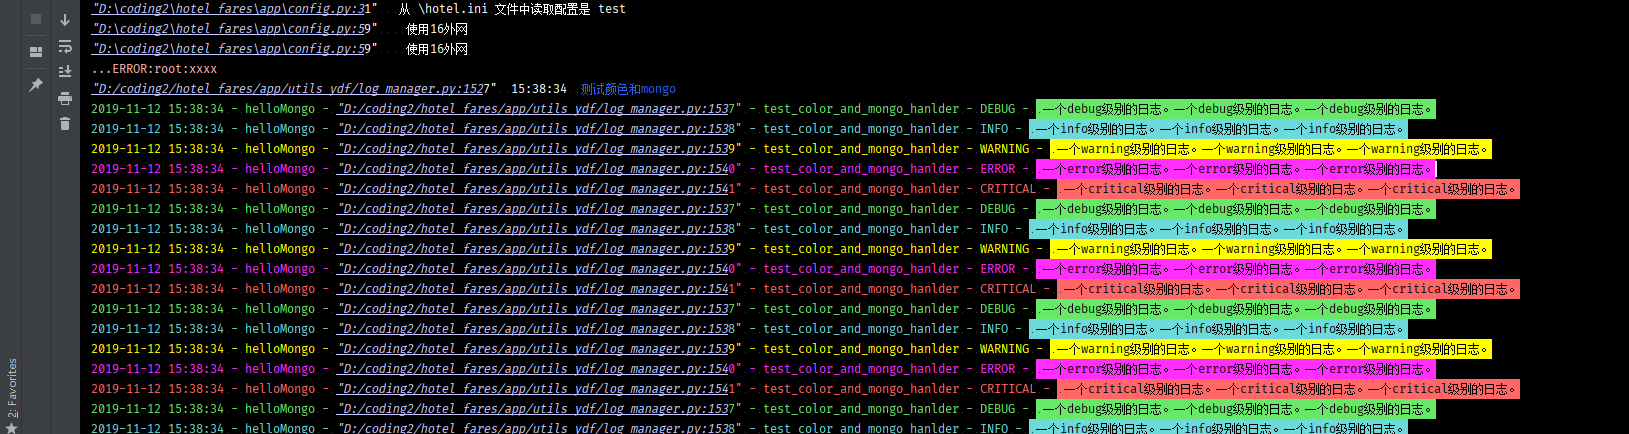 "D:\coding2\hotel_fares\app\config.py:31" 从 \hotel.ini 文件中读取配置是 test
"D:\coding2\hotel_fares\app\config.py:59" 使用16外网
"D:\coding2\hotel_fares\app\config.py:59" 使用16外网
...ERROR:root:xxxx
"D:/coding2/hotel_fares/app/utils_ydf/log_manager.py:1527" 15:38:34 测试颜色和mongo
2019-11-12 15:38:34 - helloMongo - "D:/coding2/hotel_fares/app/utils_ydf/log_manager.py:1537" - test_color_and_mongo_hanlder - DEBUG - 一个debug级别的日志。一个debug级别的日志。一个debug级别的日志。
2019-11-12 15:38:34 - helloMongo - "D:/coding2/hotel_fares/app/utils_ydf/log_manager.py:1538" - test_color_and_mongo_hanlder - INFO - 一个info级别的日志。一个info级别的日志。一个info级别的日志。
2019-11-12 15:38:34 - helloMongo - "D:/coding2/hotel_fares/app/utils_ydf/log_manager.py:1539" - test_color_and_mongo_hanlder - WARNING - 一个warning级别的日志。一个warning级别的日志。一个warning级别的日志。
2019-11-12 15:38:34 - helloMongo - "D:/coding2/hotel_fares/app/utils_ydf/log_manager.py:1540" - test_color_and_mongo_hanlder - ERROR - 一个error级别的日志。一个error级别的日志。一个error级别的日志。
2019-11-12 15:38:34 - helloMongo - "D:/coding2/hotel_fares/app/utils_ydf/log_manager.py:1541" - test_color_and_mongo_hanlder - CRITICAL - 一个critical级别的日志。一个critical级别的日志。一个critical级别的日志。
2019-11-12 15:38:34 - helloMongo - "D:/coding2/hotel_fares/app/utils_ydf/log_manager.py:1537" - test_color_and_mongo_hanlder - DEBUG - 一个debug级别的日志。一个debug级别的日志。一个debug级别的日志。
2019-11-12 15:38:34 - helloMongo - "D:/coding2/hotel_fares/app/utils_ydf/log_manager.py:1538" - test_color_and_mongo_hanlder - INFO - 一个info级别的日志。一个info级别的日志。一个info级别的日志。
2019-11-12 15:38:34 - helloMongo - "D:/coding2/hotel_fares/app/utils_ydf/log_manager.py:1539" - test_color_and_mongo_hanlder - WARNING - 一个warning级别的日志。一个warning级别的日志。一个warning级别的日志。
2019-11-12 15:38:34 - helloMongo - "D:/coding2/hotel_fares/app/utils_ydf/log_manager.py:1540" - test_color_and_mongo_hanlder - ERROR - 一个error级别的日志。一个error级别的日志。一个error级别的日志。
2019-11-12 15:38:34 - helloMongo - "D:/coding2/hotel_fares/app/utils_ydf/log_manager.py:1541" - test_color_and_mongo_hanlder - CRITICAL - 一个critical级别的日志。一个critical级别的日志。一个critical级别的日志。
2019-11-12 15:38:34 - helloMongo - "D:/coding2/hotel_fares/app/utils_ydf/log_manager.py:1537" - test_color_and_mongo_hanlder - DEBUG - 一个debug级别的日志。一个debug级别的日志。一个debug级别的日志。
2019-11-12 15:38:34 - helloMongo - "D:/coding2/hotel_fares/app/utils_ydf/log_manager.py:1538" - test_color_and_mongo_hanlder - INFO - 一个info级别的日志。一个info级别的日志。一个info级别的日志。
2019-11-12 15:38:34 - helloMongo - "D:/coding2/hotel_fares/app/utils_ydf/log_manager.py:1539" - test_color_and_mongo_hanlder - WARNING - 一个warning级别的日志。一个warning级别的日志。一个warning级别的日志。
2019-11-12 15:38:34 - helloMongo - "D:/coding2/hotel_fares/app/utils_ydf/log_manager.py:1540" - test_color_and_mongo_hanlder - ERROR - 一个error级别的日志。一个error级别的日志。一个error级别的日志。
2019-11-12 15:38:34 - helloMongo - "D:/coding2/hotel_fares/app/utils_ydf/log_manager.py:1541" - test_color_and_mongo_hanlder - CRITICAL - 一个critical级别的日志。一个critical级别的日志。一个critical级别的日志。
2019-11-12 15:38:34 - helloMongo - "D:/coding2/hotel_fares/app/utils_ydf/log_manager.py:1537" - test_color_and_mongo_hanlder - DEBUG - 一个debug级别的日志。一个debug级别的日志。一个debug级别的日志。
2019-11-12 15:38:34 - helloMongo - "D:/coding2/hotel_fares/app/utils_ydf/log_manager.py:1538" - test_color_and_mongo_hanlder - INFO - 一个info级别的日志。一个info级别的日志。一个info级别的日志。
2: Favorites